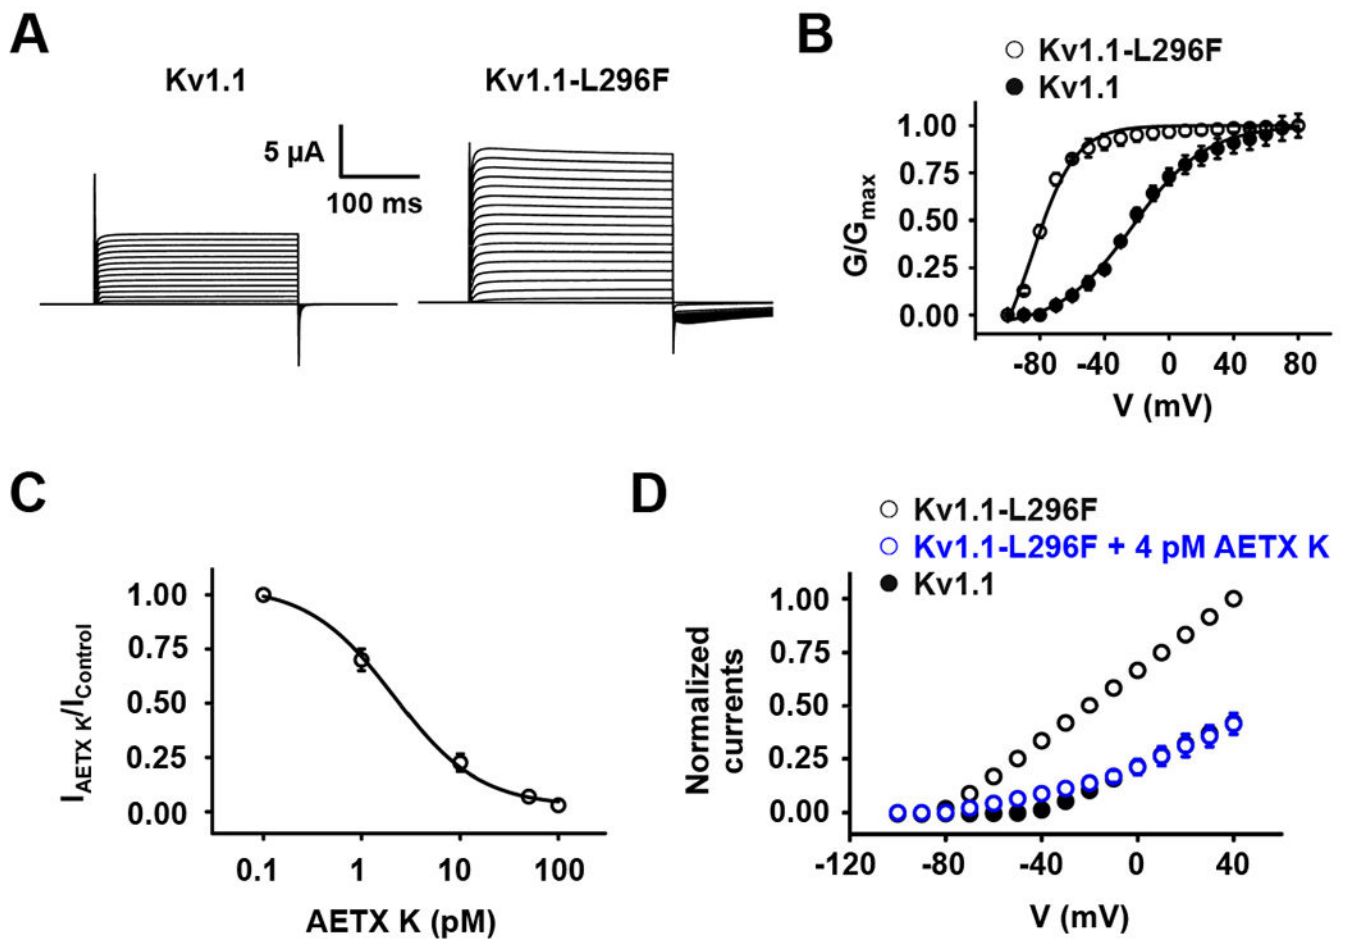 A
Kv1.1
Kv1.1-L296F
5 µA
100 ms
B
Kv1.1-L296F
Kv1.1
G/Gmax
1.00
0.75
0.50
0.25
0.00
-80 -40 0 40 80
V (mV)
C
IAETX K/IControl
1.00
0.75
0.50
0.25
0.00
0.1 1 10 100
AETX K (pM)
D
Kv1.1-L296F
Kv1.1-L296F + 4 pM AETX K
Kv1.1
Normalized
currents
1.00
0.75
0.50
0.25
0.00
-120 -80 -40 0 40
V (mV)